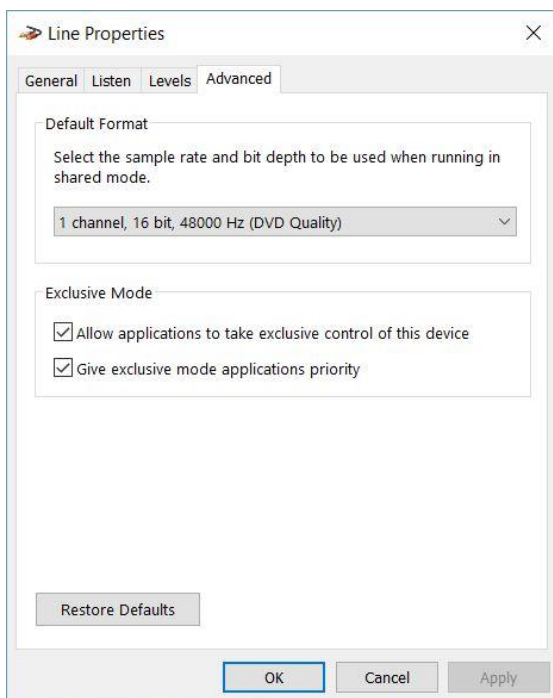 Line Properties
General Listen Levels Advanced
Default Format
Select the sample rate and bit depth to be used when running in
shared mode.
1 channel, 16 bit, 48000 Hz (DVD Quality)
Exclusive Mode
Allow applications to take exclusive control of this device
Give exclusive mode applications priority
Restore Defaults
OK Cancel Apply